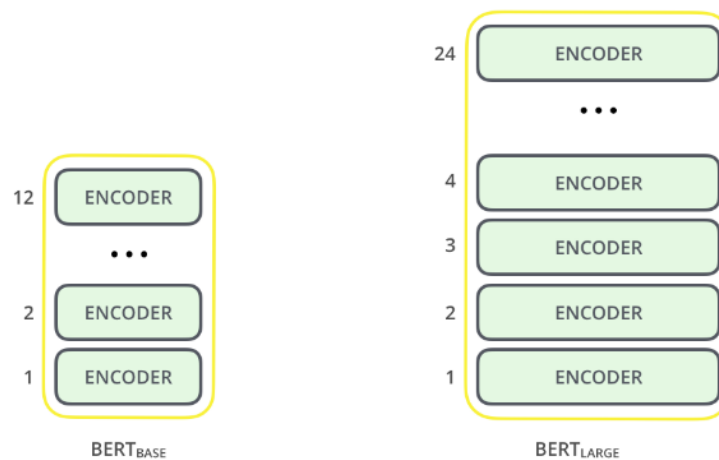 12 ENCODER
...
2 ENCODER
1 ENCODER
BERTBASE
24 ENCODER
...
4 ENCODER
3 ENCODER
2 ENCODER
1 ENCODER
BERTLARGE